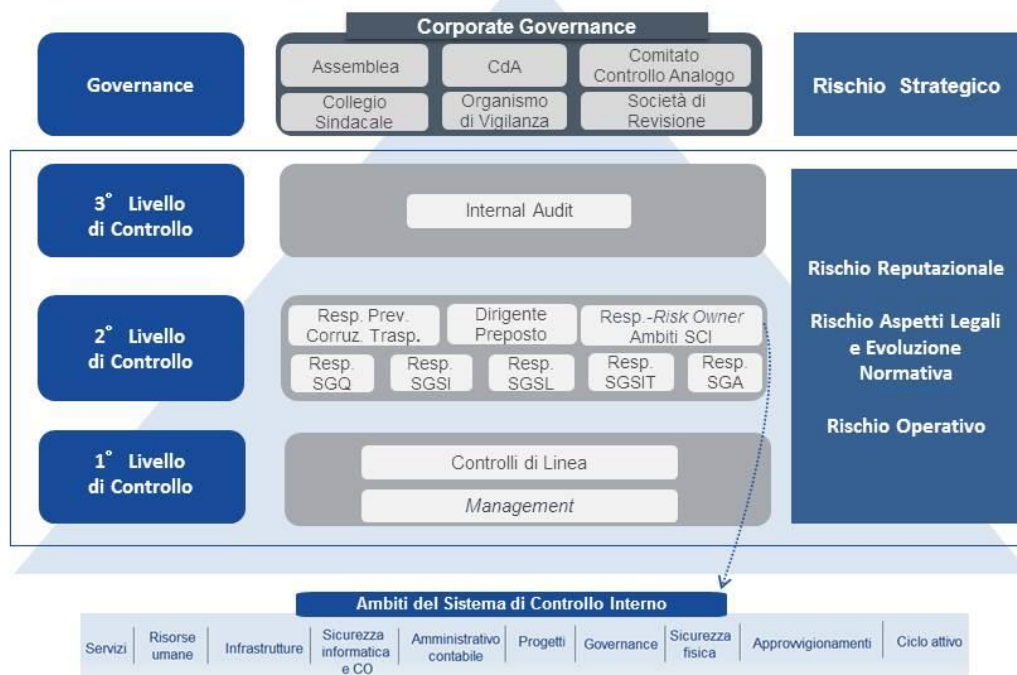 Corporate Governance
Governance
Assemblea
CdA
Comitato
Controllo Analogo
Collegio
Sindacale
Organismo
di Vigilanza
Società di
Revisione
Rischio Strategico
3° Livello
di Controllo
Internal Audit
2° Livello
di Controllo
Resp. Prev.
Corruz. Trasp.
Dirigente
Preposto
Resp.-Risk Owner
Ambiti SCI
Resp.
SGQ
Resp.
SGSI
Resp.
SGSL
Resp.
SGSIT
Resp.
SGA
1° Livello
di Controllo
Controlli di Linea
Management
Rischio Reputazionale
Rischio Aspetti Legali
e Evoluzione
Normativa
Rischio Operativo
Ambiti del Sistema di Controllo Interno
Servizi
Risorse
umane
Infrastrutture
Sicurezza
informatica
e CO
Amministrativo
contabile
Progetti
Governance
Sicurezza
fisica
Approvvigionamenti
Ciclo attivo